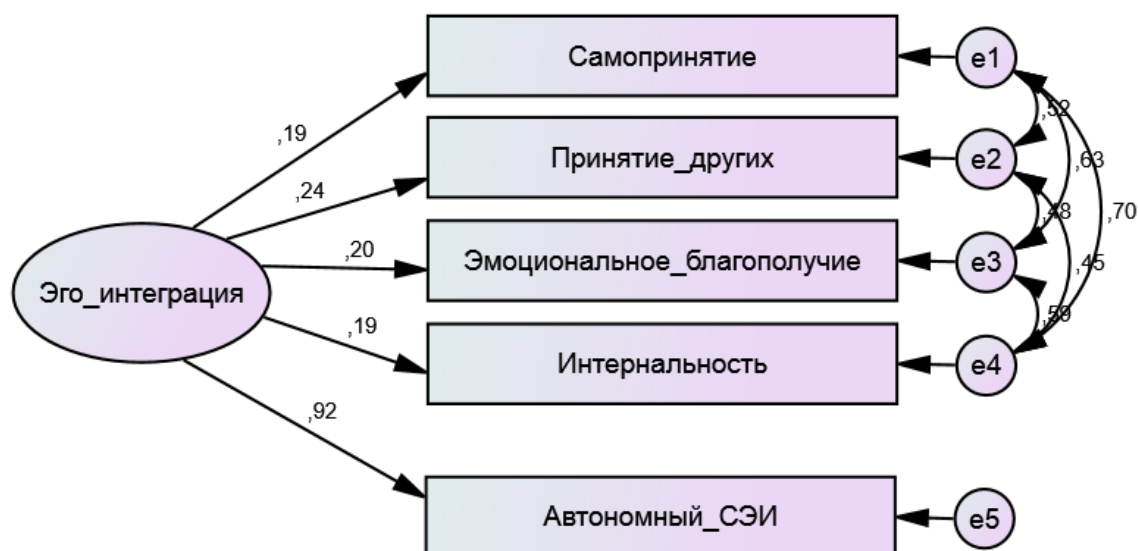 Самопринятие
e1
,19
,52
Принятие_других
e2
,63
,24
,48
,70
,20
Эмоциональное_благополучие
e3
,45
Эго_интеграция
,19
,59
Интернальность
e4
,92
Автономный_СЭИ
e5